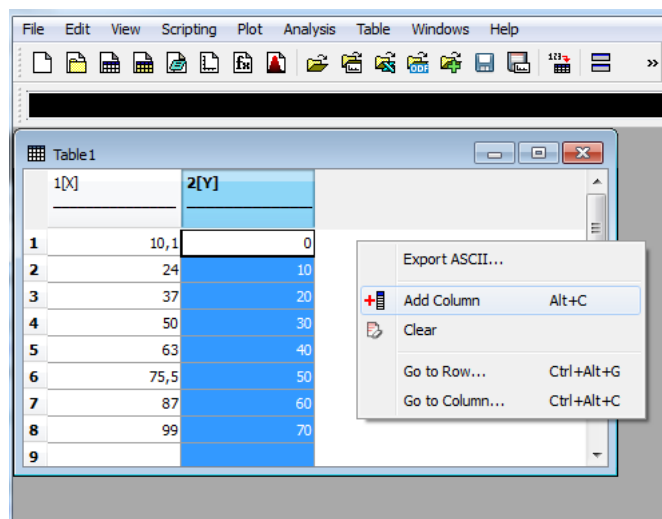 File Edit View Scripting Plot Analysis Table Windows Help
123
ODF
»
Table1
1[X] 2[Y]
1 10,1 0
2 24 10
3 37 20
4 50 30
5 63 40
6 75,5 50
7 87 60
8 99 70
9
Export ASCII...
Add Column Alt+C
Clear
Go to Row... Ctrl+Alt+G
Go to Column... Ctrl+Alt+C